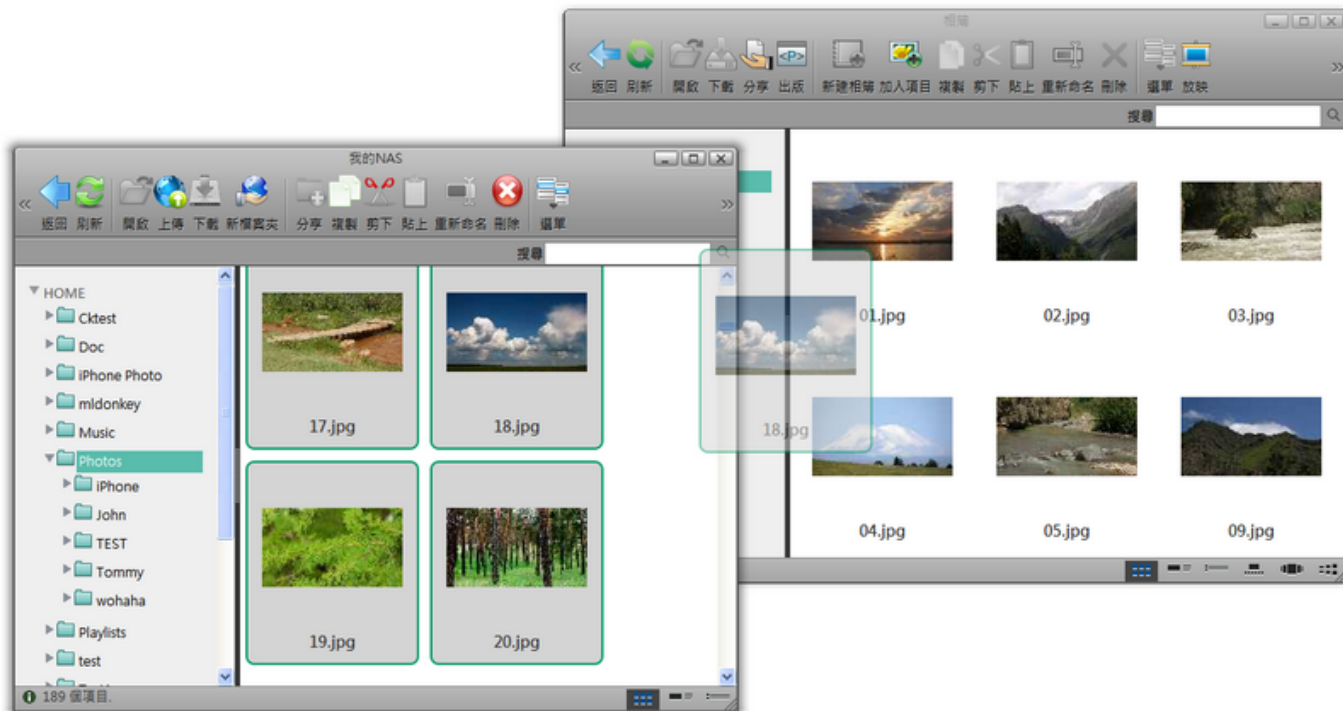 相簿
返回 刷新 開啟 下載 分享 出版 新建相簿 加入項目 複製 剪下 貼上 重新命名 刪除 選單 放映
搜尋
01.jpg 02.jpg 03.jpg
04.jpg 05.jpg 09.jpg
我的NAS
返回 刷新 開啟 上傳 下載 新檔案夾 分享 複製 剪下 貼上 重新命名 刪除 選單
搜尋
HOME
Cktest
Doc
iPhone Photo
mldonkey
Music
Photos
iPhone
John
TEST
Tommy
wohaha
Playlists
test
17.jpg 18.jpg
18.jpg
19.jpg 20.jpg
189 個項目.